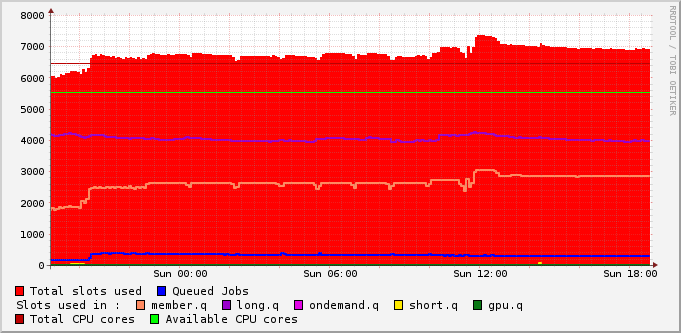 RRDTOOL / TOBI OETIKER
8000
7000
6000
5000
4000
3000
2000
1000
0
Sun 00:00 Sun 06:00 Sun 12:00 Sun 18:00
Total slots used Queued Jobs
Slots used in : member.q long.q ondemand.q short.q gpu.q
Total CPU cores Available CPU cores